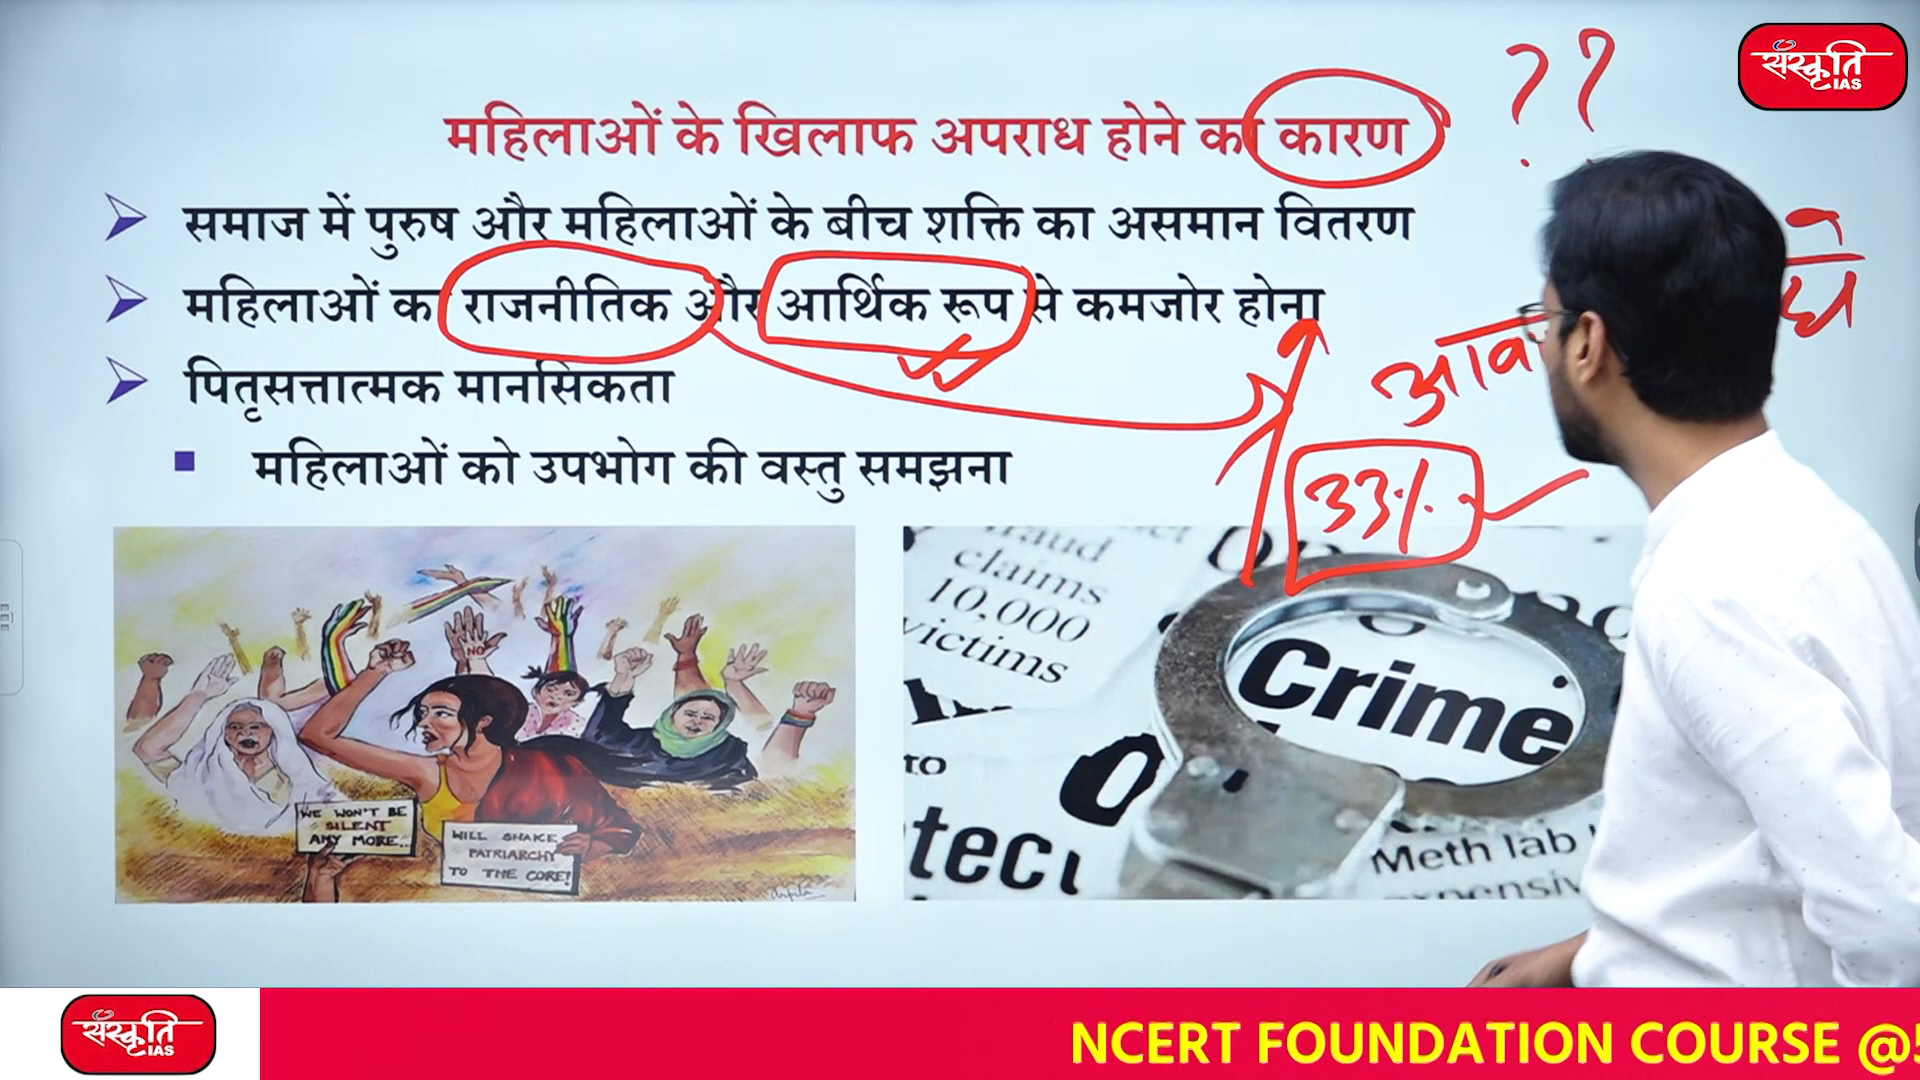 संस्कृति
IAS
??
महिलाओं के खिलाफ अपराध होने का कारण
समाज में पुरुष और महिलाओं के बीच शक्ति का असमान वितरण
महिलाओं का राजनीतिक और आर्थिक रूप से कमजोर होना
पितृसत्तात्मक मानसिकता
महिलाओं को उपभोग की वस्तु समझना
33%
NO
WE WON'T BE
SILENT
ANY MORE..
WILL SHAKE
PATRIARCHY
TO THE CORE!
claims
10,000
victims
Crime
to
Meth lab
संस्कृति
IAS
NCERT FOUNDATION COURSE @